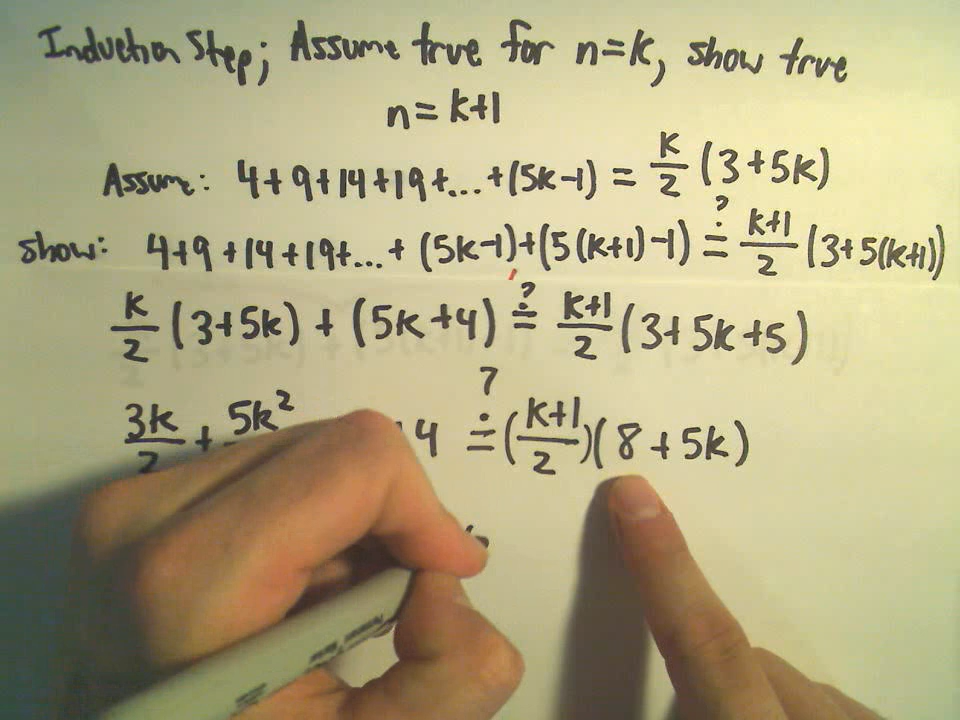 Induction Step; Assume true for n=k, show true
n=k+1
Assume: 4+9+14+19+...+(5k-1) = k/2 (3+5k)
show: 4+9+14+19+...+(5k-1)+(5(k+1)-1) ≟ k+1/2 (3+5(k+1))
k/2 (3+5k) + (5k+4) ≟ k+1/2 (3+5k+5)
3k/2 + 5k² 4 ≟ (k+1/2)(8+5k)